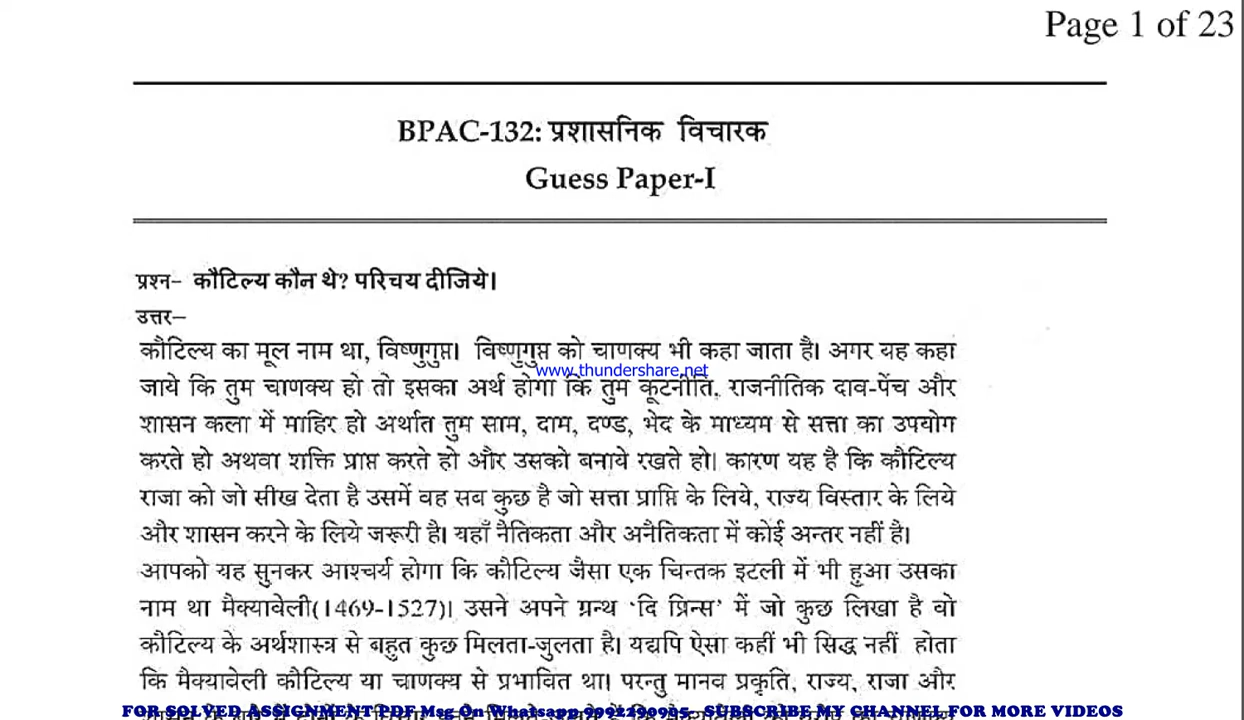 Page 1 of 23
BPAC-132: प्रशासनिक विचारक
Guess Paper-I
प्रश्न- कौटिल्य कौन थे? परिचय दीजिये।
उत्तर-
कौटिल्य का मूल नाम था, विष्णुगुप्त। विष्णुगुप्त को चाणक्य भी कहा जाता है। अगर यह कहा
www.thundershare.net
जाये कि तुम चाणक्य हो तो इसका अर्थ होगा कि तुम कूटनीति, राजनीतिक दाव-पेंच और
शासन कला में माहिर हो अर्थात तुम साम, दाम, दण्ड, भेद के माध्यम से सत्ता का उपयोग
करते हो अथवा शक्ति प्राप्त करते हो और उसको बनाये रखते हो। कारण यह है कि कौटिल्य
राजा को जो सीख देता है उसमें वह सब कुछ है जो सत्ता प्राप्ति के लिये, राज्य विस्तार के लिये
और शासन करने के लिये जरूरी है। यहाँ नैतिकता और अनैतिकता में कोई अन्तर नहीं है।
आपको यह सुनकर आश्चर्य होगा कि कौटिल्य जैसा एक चिन्तक इटली में भी हुआ उसका
नाम था मैक्यावेली(1469-1527)। उसने अपने ग्रन्थ 'दि प्रिन्स' में जो कुछ लिखा है वो
कौटिल्य के अर्थशास्त्र से बहुत कुछ मिलता-जुलता है। यद्यपि ऐसा कहीं भी सिद्ध नहीं होता
कि मैक्यावेली कौटिल्य या चाणक्य से प्रभावित था। परन्तु मानव प्रकृति, राज्य, राजा और
FOR SOLVED ASSIGNMENT PDF Msg On Whatsapp 9992290905- SUBSCRIBE MY CHANNEL FOR MORE VIDEOS